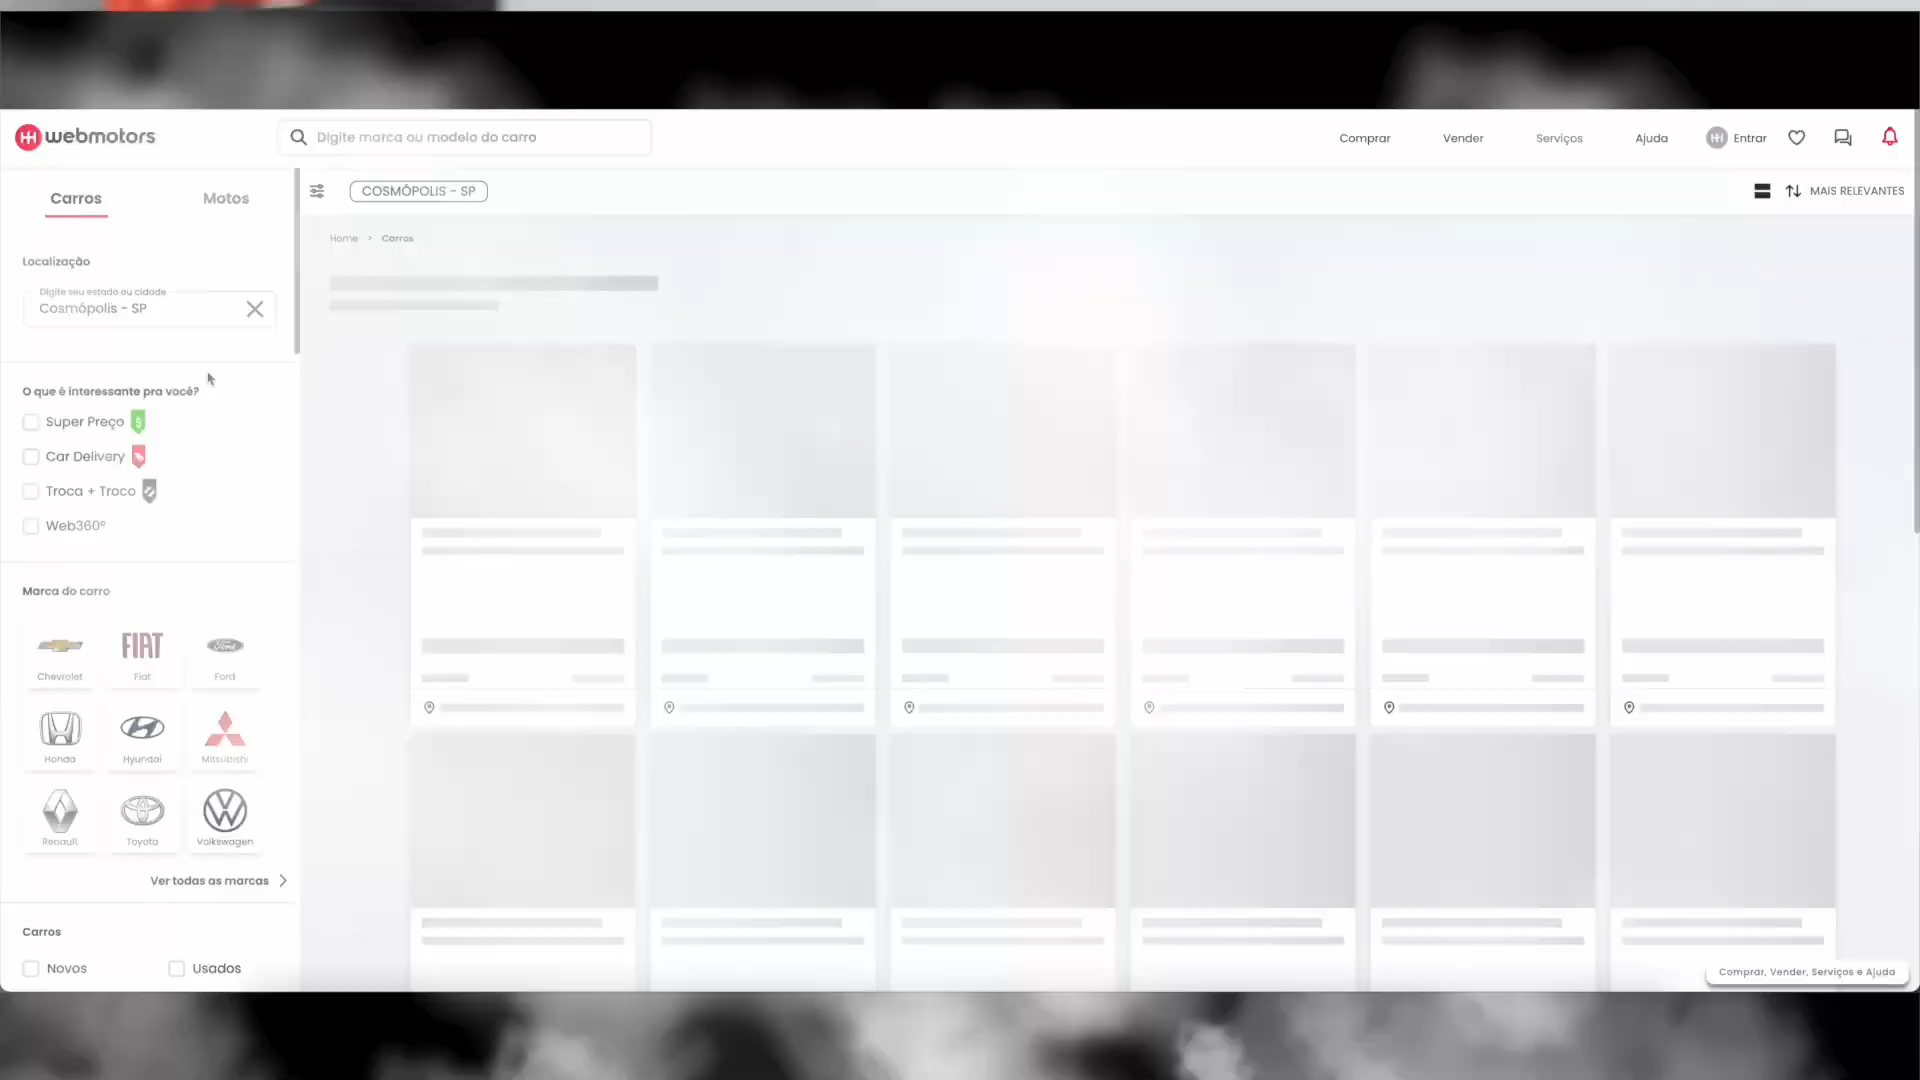 webmotors
Digite marca ou modelo do carro
Comprar
Vender
Serviços
Ajuda
Entrar
Carros
Motos
COSMÓPOLIS - SP
MAIS RELEVANTES
Home > Carros
Localização
Digite seu estado ou cidade
Cosmópolis - SP
O que é interessante pra você?
Super Preço
Car Delivery
Troca + Troco
Web360º
Marca do carro
FIAT
Ford
Chevrolet
Fiat
Ford
Honda
Hyundai
Mitsubishi
Renault
Toyota
Volkswagen
Ver todas as marcas
Carros
Novos
Usados
Comprar, Vender, Serviços e Ajuda